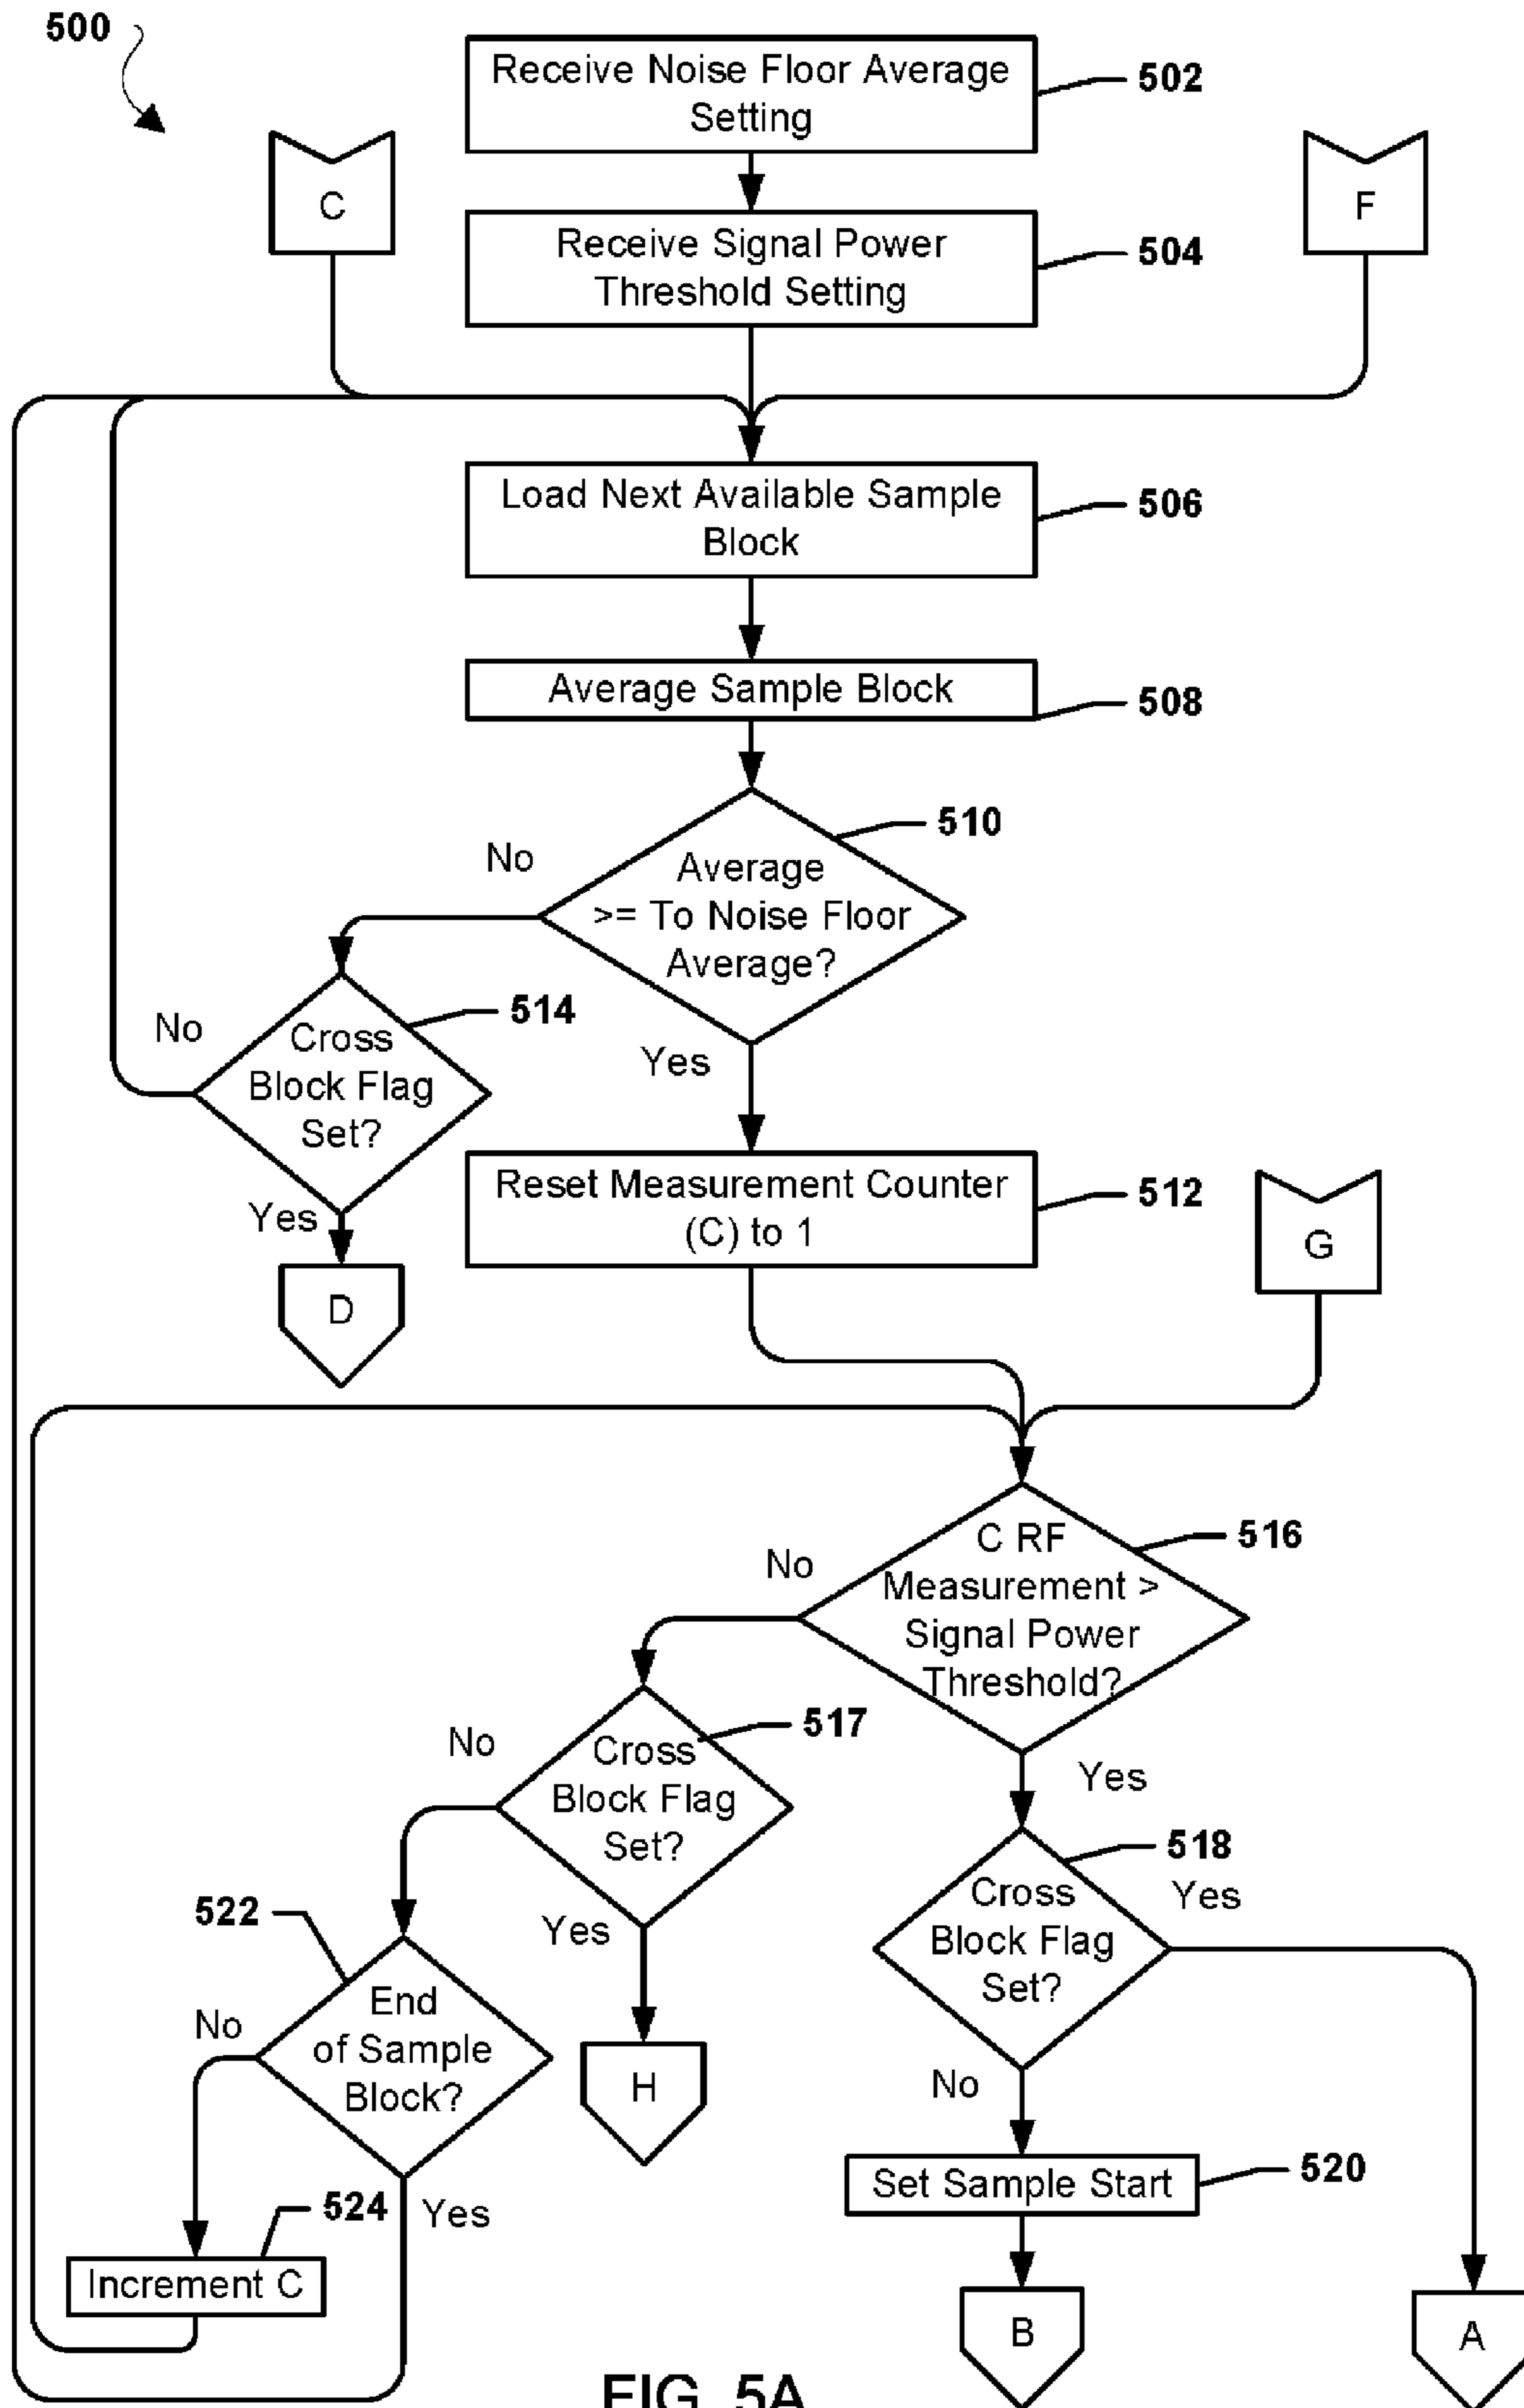 500
Receive Noise Floor Average
Setting
502
C
F
Receive Signal Power
Threshold Setting
504
Load Next Available Sample
Block
506
Average Sample Block
508
510
No
Average
>= To Noise Floor
Average?
514
No
Cross
Block Flag
Set?
Yes
Yes
Reset Measurement Counter
(C) to 1
512
G
D
C RF
Measurement >
Signal Power
Threshold?
516
No
517
No
Cross
Block Flag
Set?
Yes
518
Yes
Cross
Block Flag
Set?
522
Yes
End
of Sample
Block?
No
H
No
Set Sample Start
520
524
Yes
Increment C
B
A
FIG. 5A